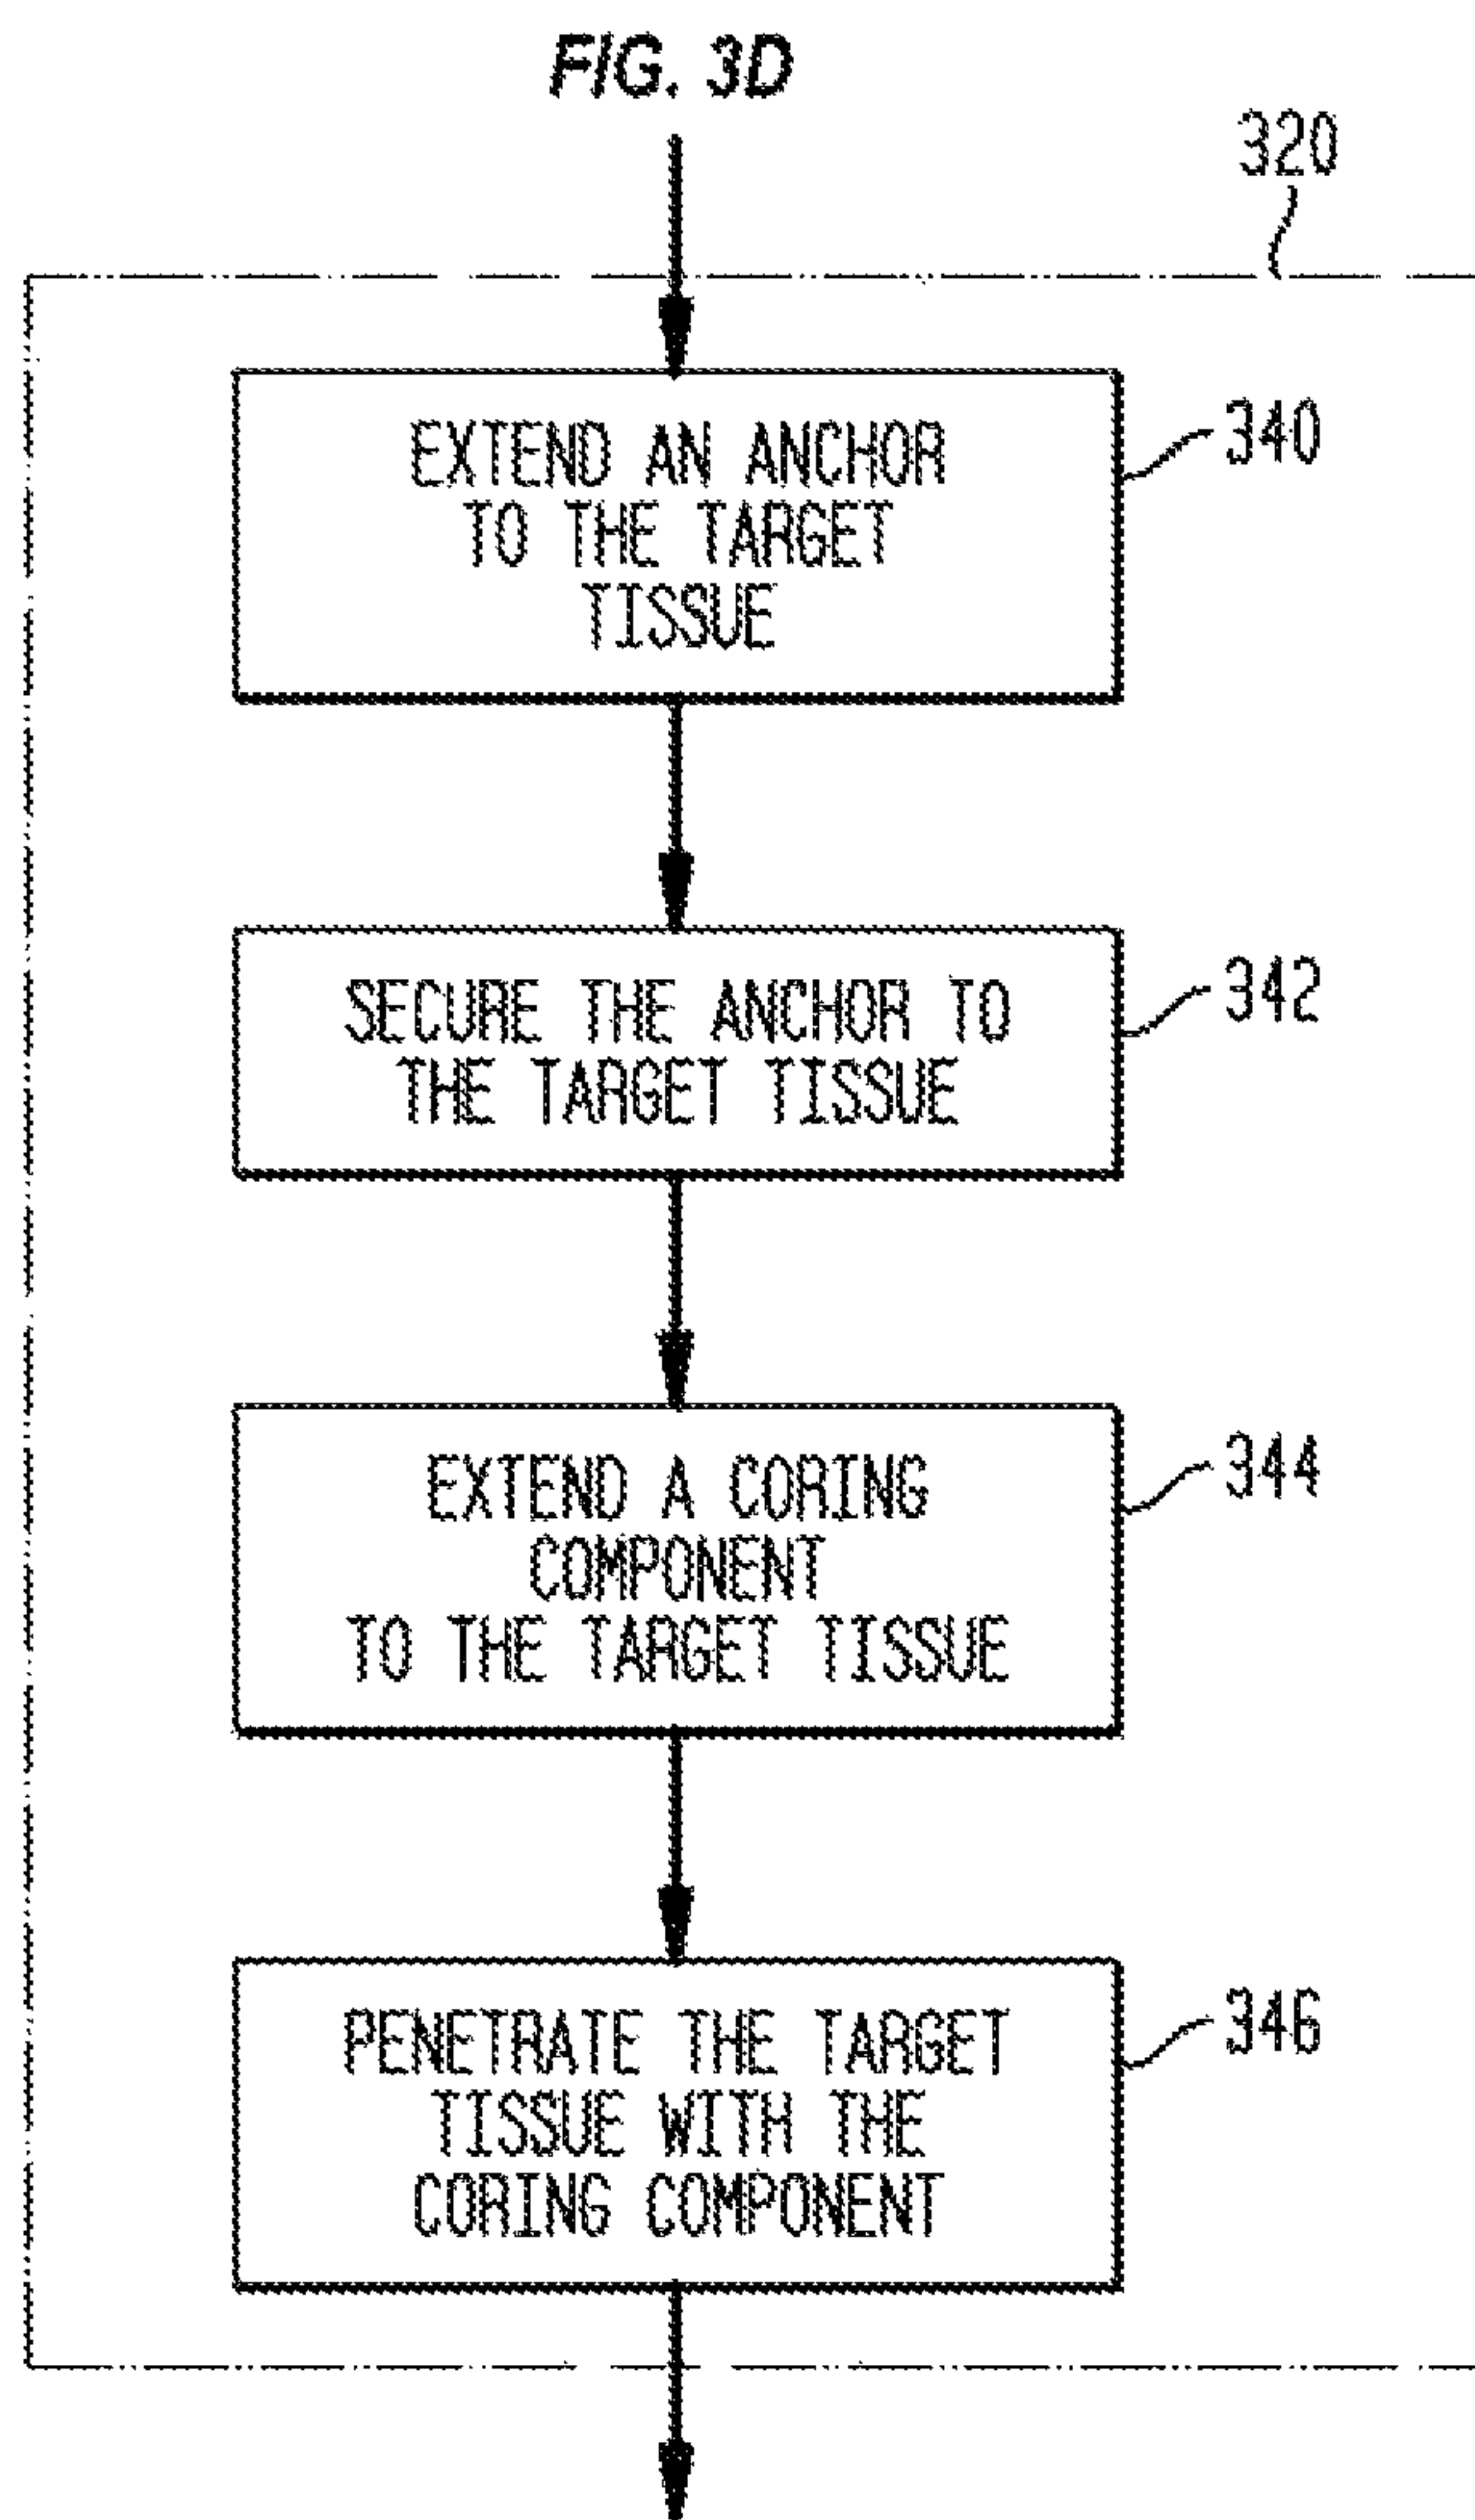 FIG. 3D
320
EXTEND AN ANCHOR
TO THE TARGET
TISSUE
340
SECURE THE ANCHOR TO
THE TARGET TISSUE
342
EXTEND A CORING
COMPONENT
TO THE TARGET TISSUE
344
PENETRATE THE TARGET
TISSUE WITH THE
CORING COMPONENT
346